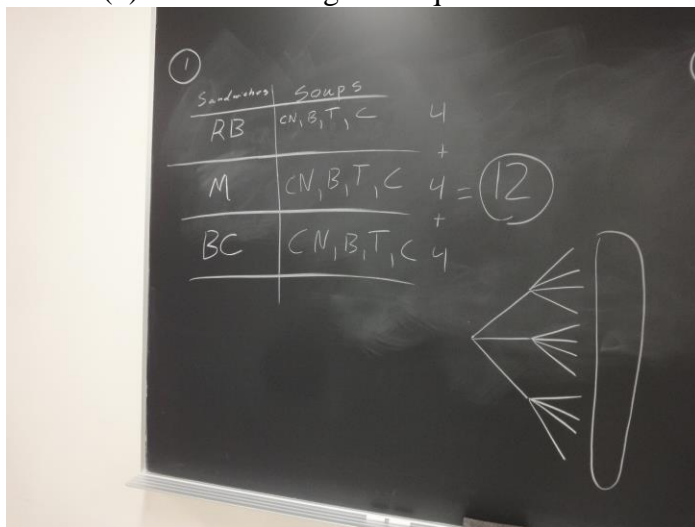 1
Sandwiches Soups
RB CN, B, T, C 4
+
M CN, B, T, C 4 = 12
+
BC CN, B, T, C 4